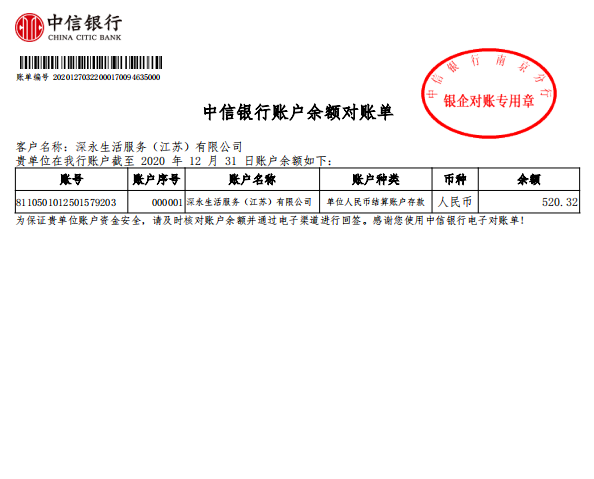 中信银行
CHINA CITIC BANK
账单编号 20201270322000170094635000
中信银行南京分行
银企对账专用章
中信银行账户余额对账单
客户名称：深永生活服务（江苏）有限公司
贵单位在我行账户截至 2020 年 12 月 31 日账户余额如下：
账号 账户序号 账户名称 账户种类 币种 余额
8110501012501579203 000001 深永生活服务（江苏）有限公司 单位人民币结算账户存款 人民币 520.32
为保证贵单位账户资金安全，请及时核对账户余额并通过电子渠道进行回签。感谢您使用中信银行电子对账单！